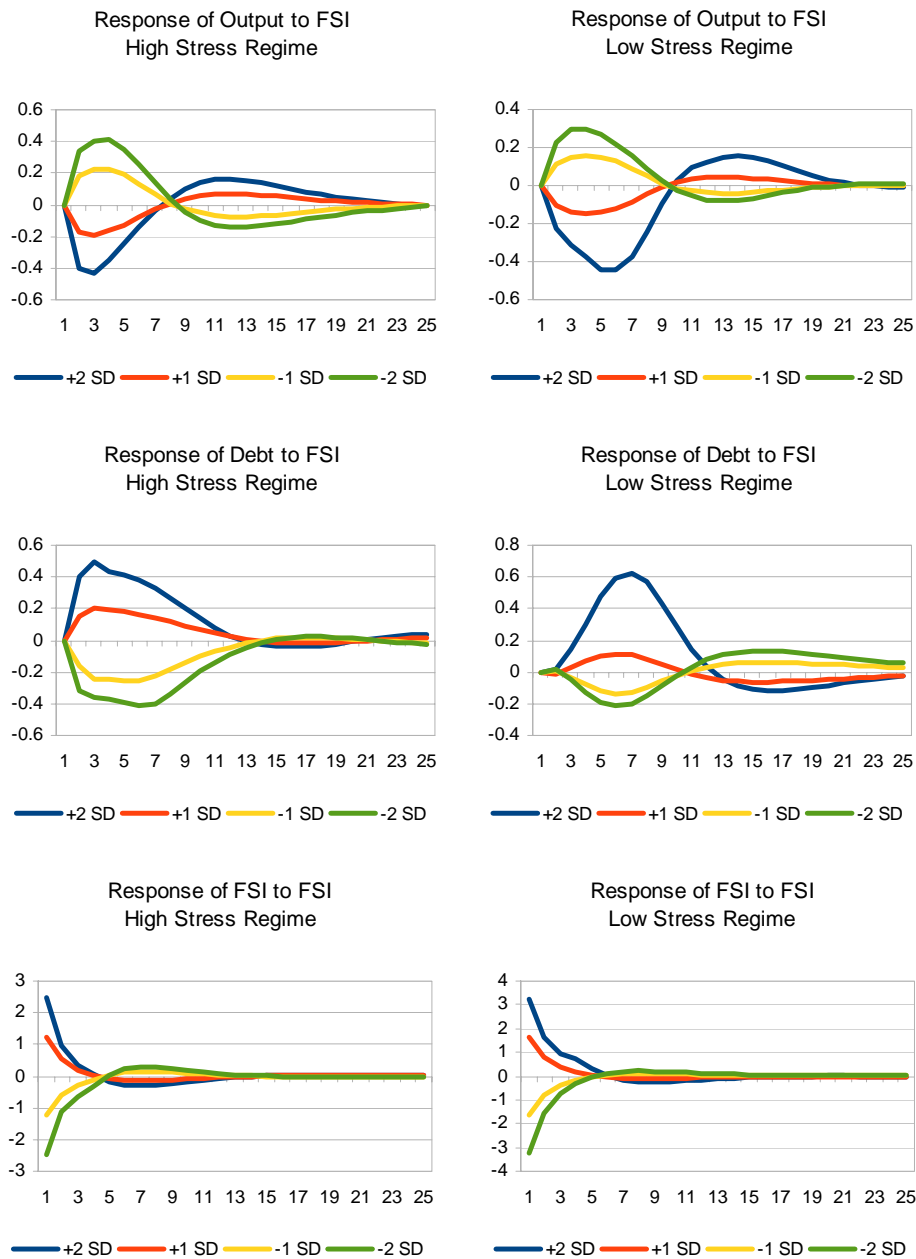 Response of Output to FSI
High Stress Regime
0.6
0.4
0.2
0
-0.2
-0.4
-0.6
1 3 5 7 9 11 13 15 17 19 21 23 25
+2 SD +1 SD -1 SD -2 SD
Response of Output to FSI
Low Stress Regime
0.4
0.2
0
-0.2
-0.4
-0.6
1 3 5 7 9 11 13 15 17 19 21 23 25
+2 SD +1 SD -1 SD -2 SD
Response of Debt to FSI
High Stress Regime
0.6
0.4
0.2
0
-0.2
-0.4
-0.6
1 3 5 7 9 11 13 15 17 19 21 23 25
+2 SD +1 SD -1 SD -2 SD
Response of Debt to FSI
Low Stress Regime
0.8
0.6
0.4
0.2
0
-0.2
-0.4
1 3 5 7 9 11 13 15 17 19 21 23 25
+2 SD +1 SD -1 SD -2 SD
Response of FSI to FSI
High Stress Regime
3
2
1
0
-1
-2
-3
1 3 5 7 9 11 13 15 17 19 21 23 25
+2 SD +1 SD -1 SD -2 SD
Response of FSI to FSI
Low Stress Regime
4
3
2
1
0
-1
-2
-3
-4
1 3 5 7 9 11 13 15 17 19 21 23 25
+2 SD +1 SD -1 SD -2 SD